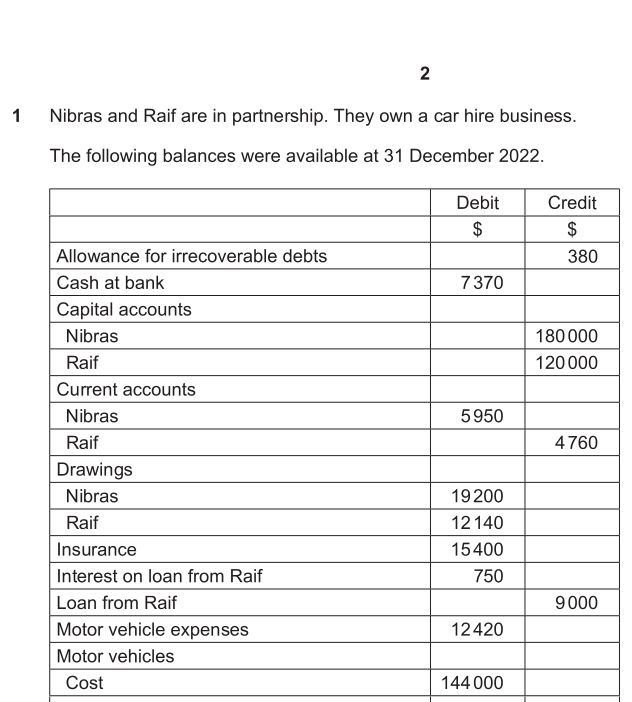 2
1 Nibras and Raif are in partnership. They own a car hire business.
The following balances were available at 31 December 2022.
Debit Credit
$ $
Allowance for irrecoverable debts 380
Cash at bank 7370
Capital accounts
Nibras 180000
Raif 120000
Current accounts
Nibras 5950
Raif 4760
Drawings
Nibras 19200
Raif 12140
Insurance 15400
Interest on loan from Raif 750
Loan from Raif 9000
Motor vehicle expenses 12420
Motor vehicles
Cost 144000